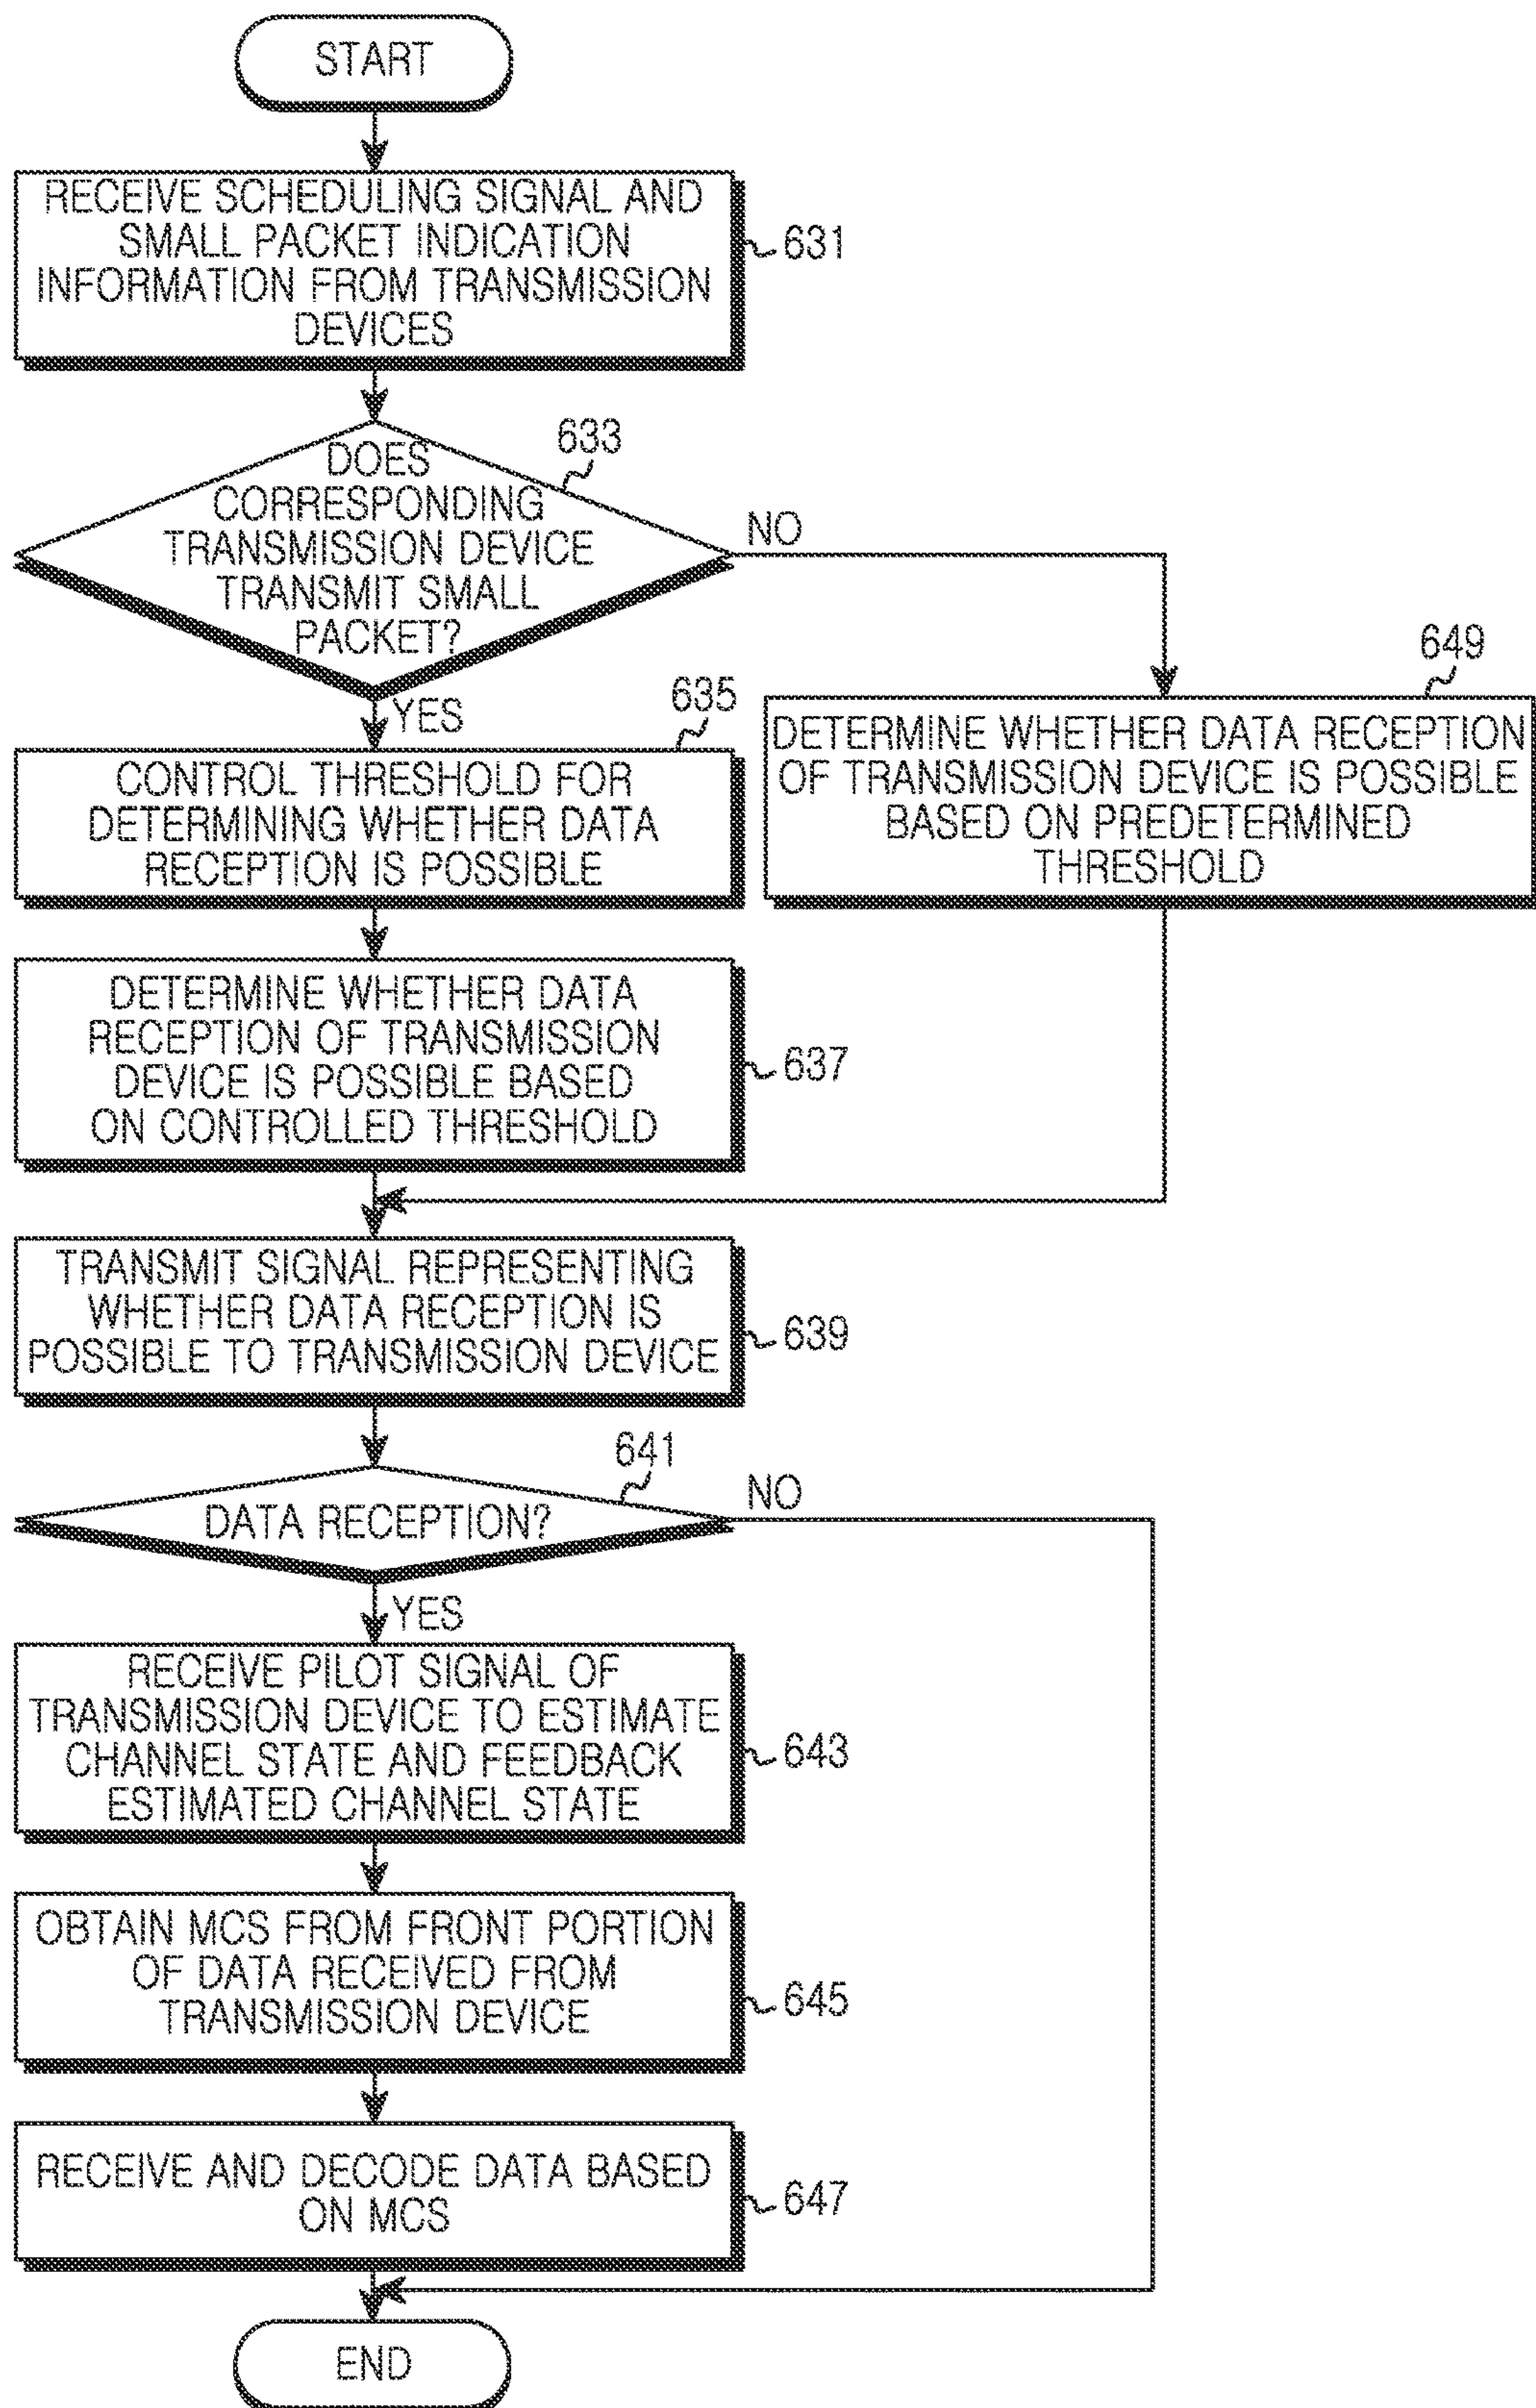 START
RECEIVE SCHEDULING SIGNAL AND
SMALL PACKET INDICATION
INFORMATION FROM TRANSMISSION
DEVICES
631
633
DOES
CORRESPONDING
TRANSMISSION DEVICE
TRANSMIT SMALL
PACKET?
NO
YES
635
CONTROL THRESHOLD FOR
DETERMINING WHETHER DATA
RECEPTION IS POSSIBLE
649
DETERMINE WHETHER DATA RECEPTION
OF TRANSMISSION DEVICE IS POSSIBLE
BASED ON PREDETERMINED
THRESHOLD
DETERMINE WHETHER DATA
RECEPTION OF TRANSMISSION
DEVICE IS POSSIBLE BASED
ON CONTROLLED THRESHOLD
637
TRANSMIT SIGNAL REPRESENTING
WHETHER DATA RECEPTION IS
POSSIBLE TO TRANSMISSION DEVICE
639
641
DATA RECEPTION?
NO
YES
RECEIVE PILOT SIGNAL OF
TRANSMISSION DEVICE TO ESTIMATE
CHANNEL STATE AND FEEDBACK
ESTIMATED CHANNEL STATE
643
OBTAIN MCS FROM FRONT PORTION
OF DATA RECEIVED FROM
TRANSMISSION DEVICE
645
RECEIVE AND DECODE DATA BASED
ON MCS
647
END